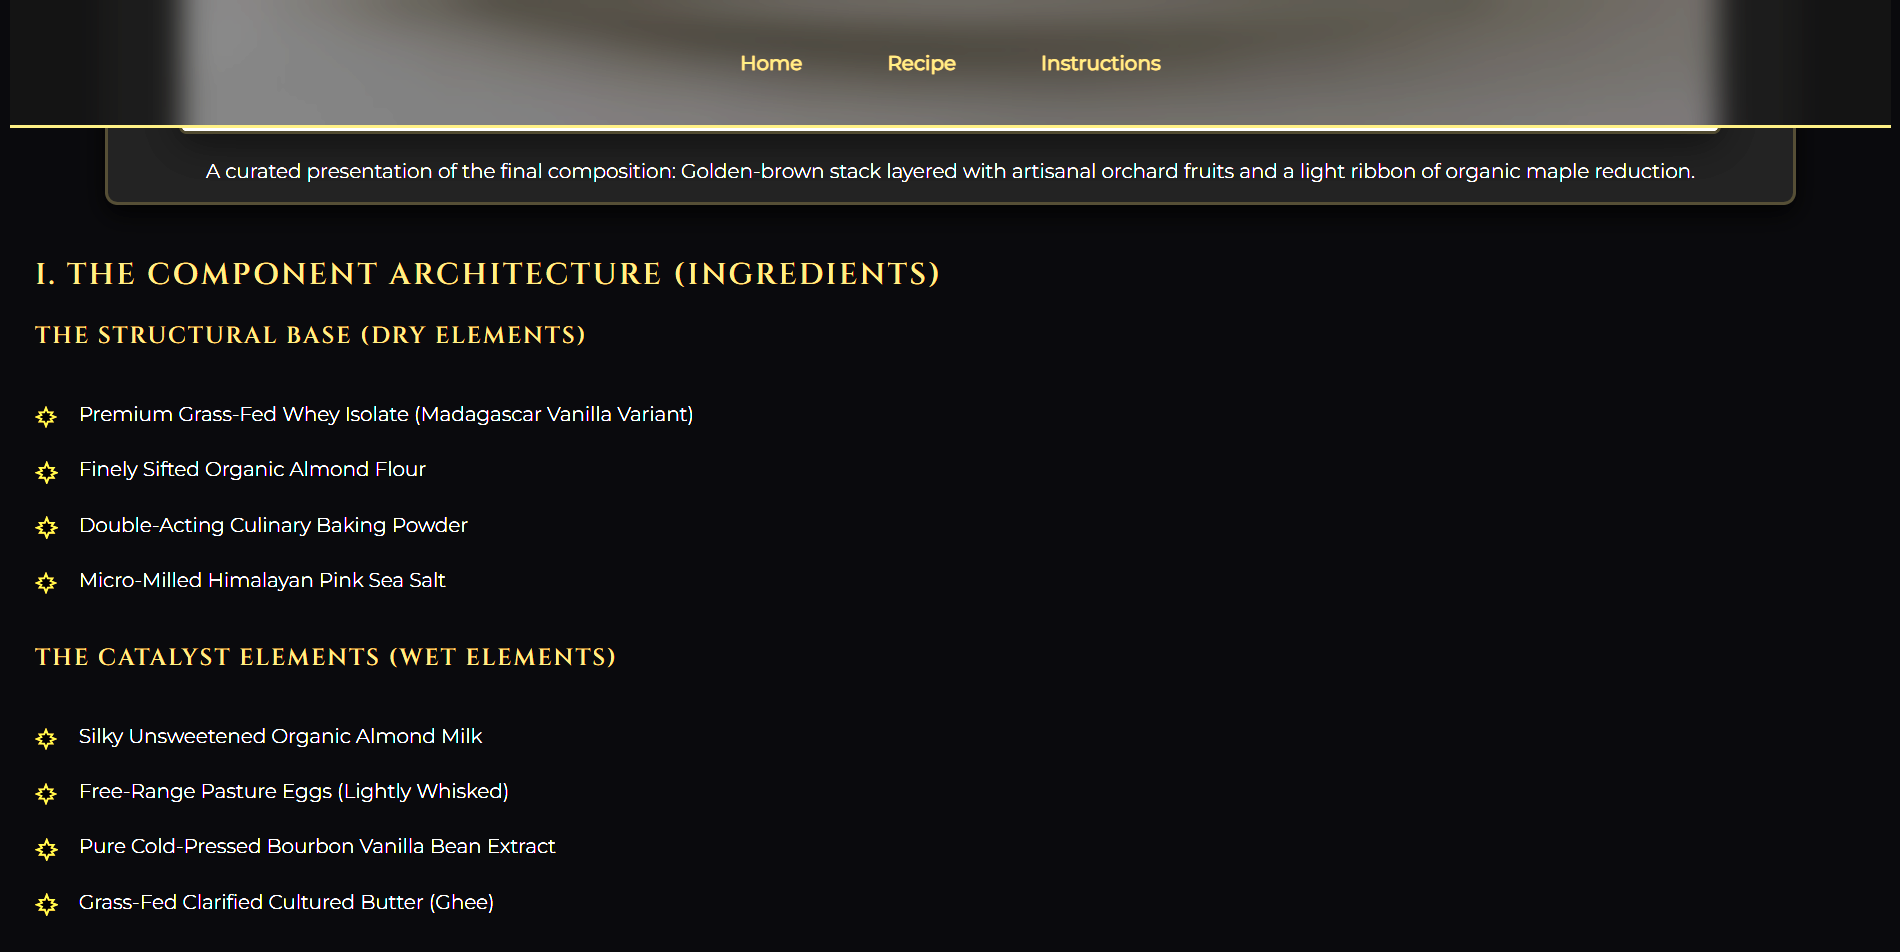 Home Recipe Instructions
A curated presentation of the final composition: Golden-brown stack layered with artisanal orchard fruits and a light ribbon of organic maple reduction.
I. THE COMPONENT ARCHITECTURE (INGREDIENTS)
THE STRUCTURAL BASE (DRY ELEMENTS)
Premium Grass-Fed Whey Isolate (Madagascar Vanilla Variant)
Finely Sifted Organic Almond Flour
Double-Acting Culinary Baking Powder
Micro-Milled Himalayan Pink Sea Salt
THE CATALYST ELEMENTS (WET ELEMENTS)
Silky Unsweetened Organic Almond Milk
Free-Range Pasture Eggs (Lightly Whisked)
Pure Cold-Pressed Bourbon Vanilla Bean Extract
Grass-Fed Clarified Cultured Butter (Ghee)